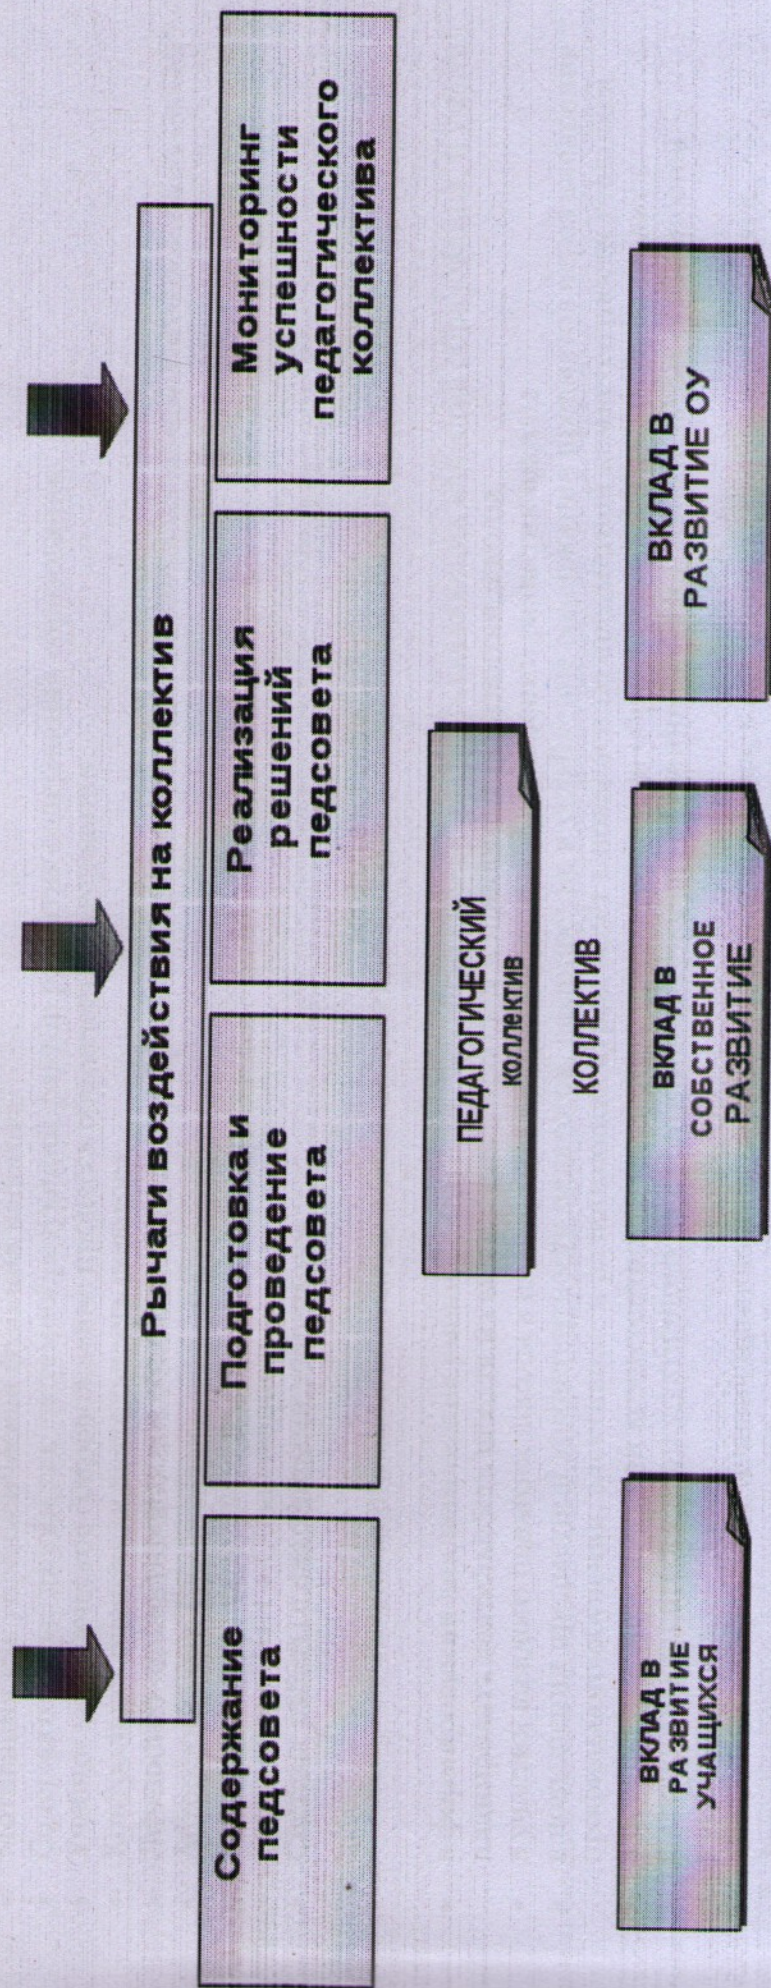 Рычаги воздействия на коллектив
Содержание
педсовета
Подготовка и
проведение
педсовета
Реализация
решений
педсовета
Мониторинг
успешности
педагогического
коллектива
ПЕДАГОГИЧЕСКИЙ
коллектив
КОЛЛЕКТИВ
ВКЛАД В
РАЗВИТИЕ
УЧАЩИХСЯ
ВКЛАД В
СОБСТВЕННОЕ
РАЗВИТИЕ
ВКЛАД В
РАЗВИТИЕ ОУ